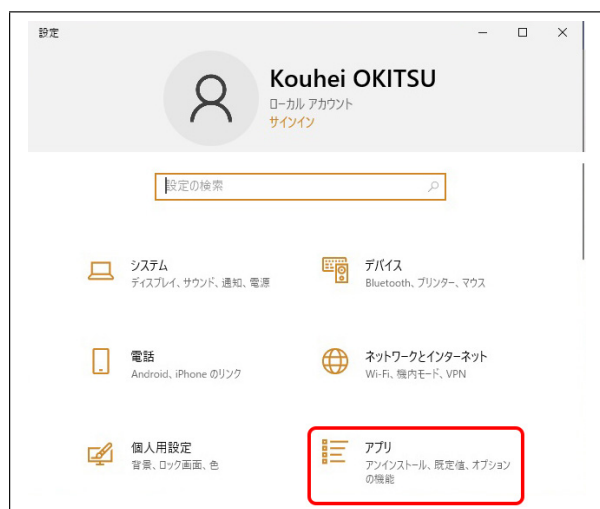 設定
Kouhei OKITSU
ローカル アカウント
サインイン
設定の検索
システム
ディスプレイ、サウンド、通知、電源
デバイス
Bluetooth、プリンター、マウス
電話
Android、iPhone のリンク
ネットワークとインターネット
Wi-Fi、機内モード、VPN
個人用設定
背景、ロック画面、色
アプリ
アンインストール、既定値、オプション
の機能